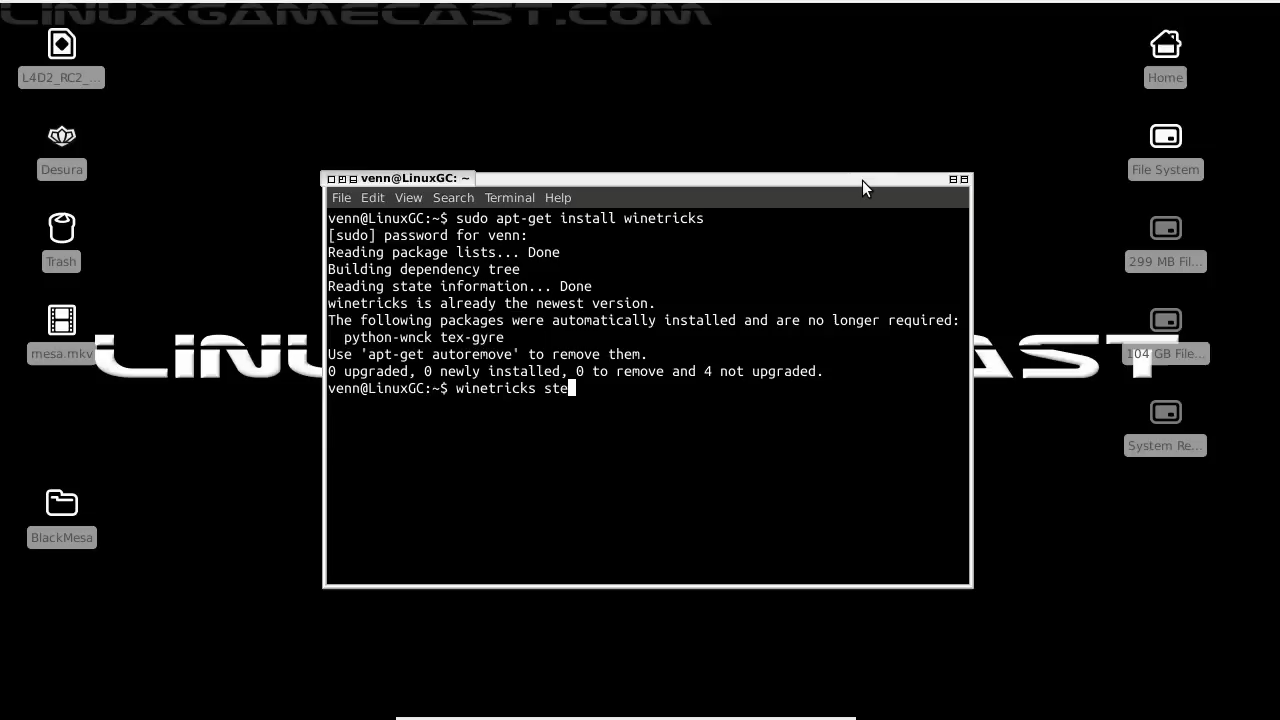 LINUXGAMECAST.COM
L4D2_RC2_...
Home
Desura
File System
venn@LinuxGC: ~
File Edit View Search Terminal Help
venn@LinuxGC:~$ sudo apt-get install winetricks
[sudo] password for venn:
Reading package lists... Done
Building dependency tree
Reading state information... Done
winetricks is already the newest version.
The following packages were automatically installed and are no longer required:
  python-wnck tex-gyre
Use 'apt-get autoremove' to remove them.
0 upgraded, 0 newly installed, 0 to remove and 4 not upgraded.
venn@LinuxGC:~$ winetricks ste
Trash
299 MB Fil...
mesa.mkv
104 GB File...
System Re...
BlackMesa